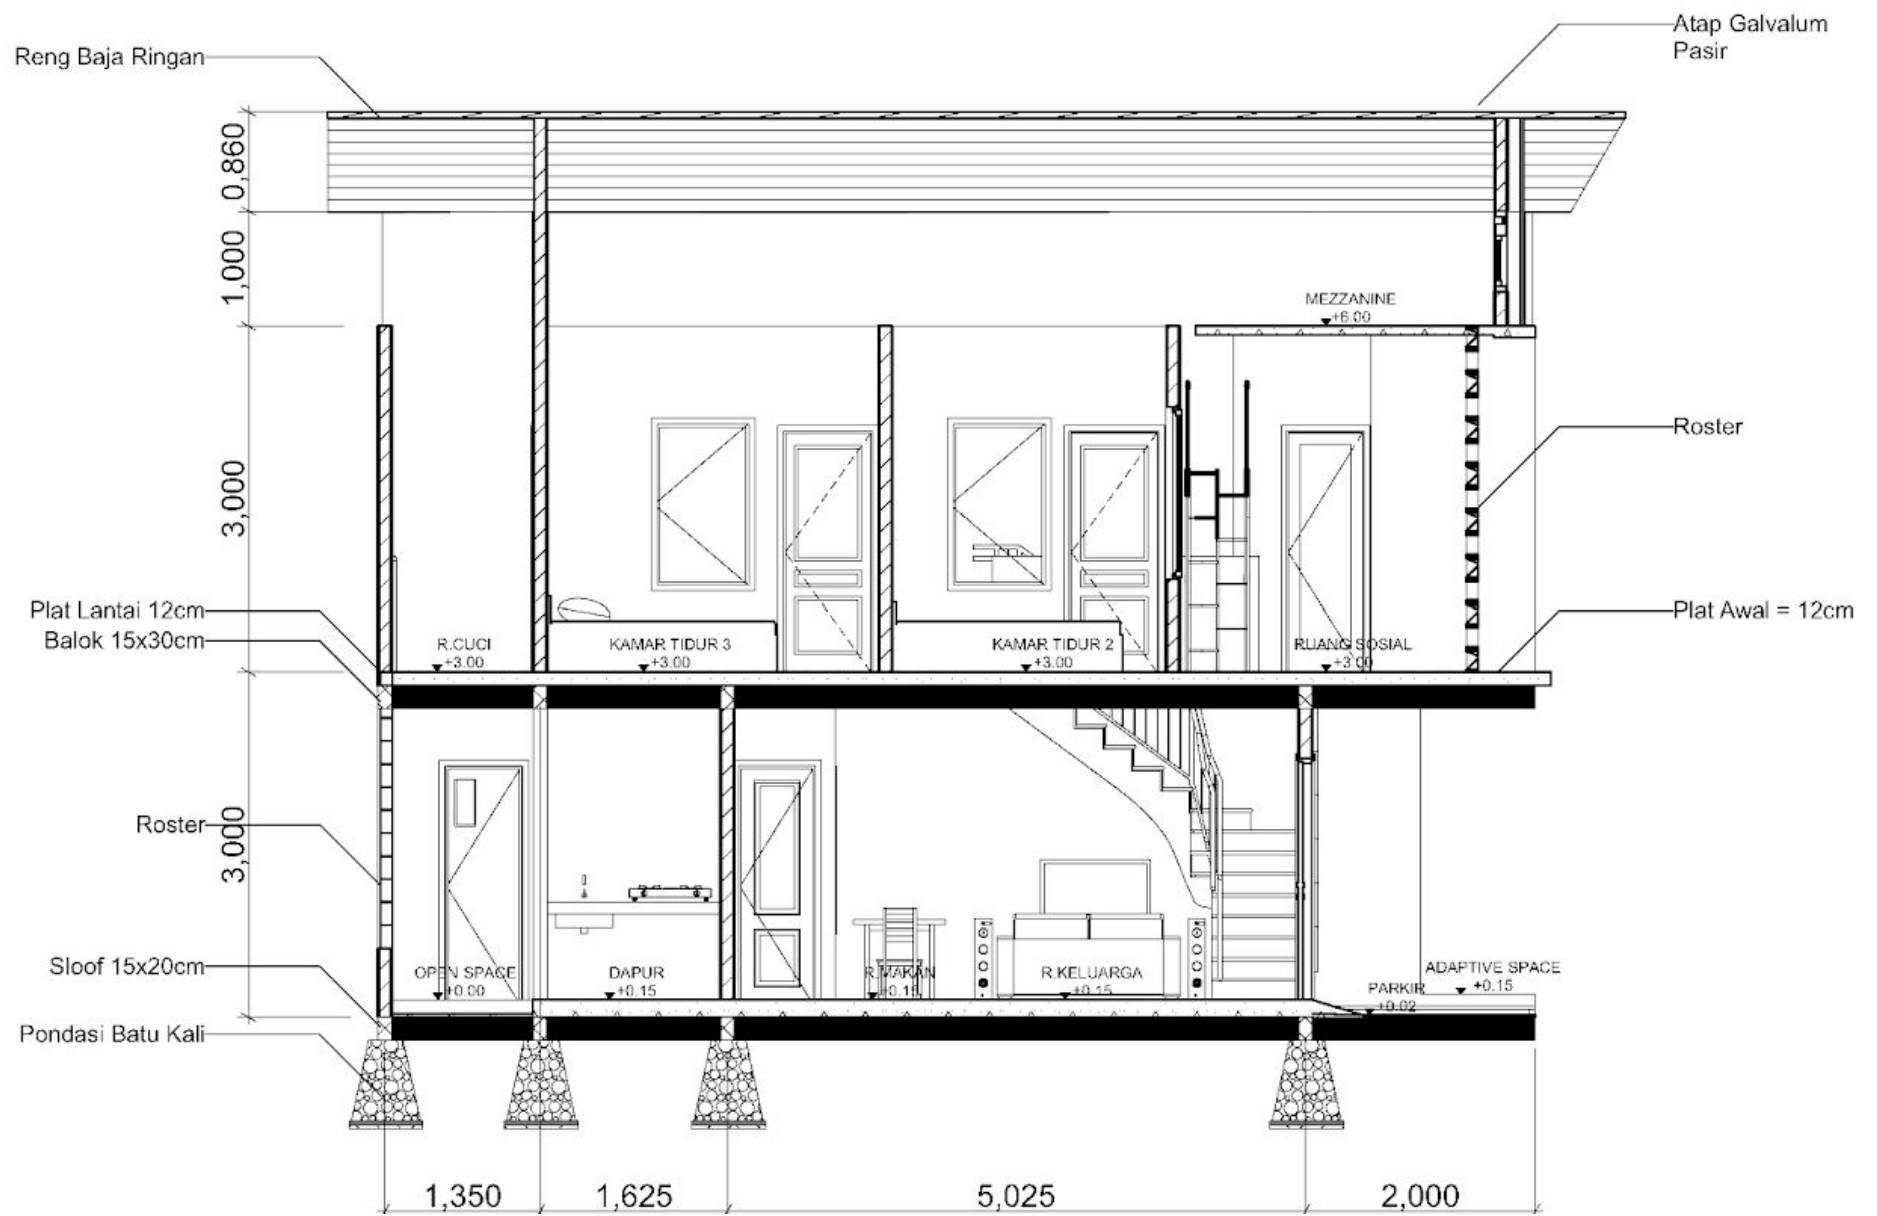 Atap Galvalum
Pasir
Reng Baja Ringan
0,860
1,000
MEZZANINE
+6.00
Roster
3,000
Plat Lantai 12cm
Balok 15x30cm
Plat Awal = 12cm
R.CUCI
+3.00
KAMAR TIDUR 3
+3.00
KAMAR TIDUR 2
+3.00
RUANG SOSIAL
+3.00
Roster
3,000
Sloof 15x20cm
Pondasi Batu Kali
OPEN SPACE
+0.00
DAPUR
+0.15
R.MAKAN
+0.15
R.KELUARGA
+0.15
PARKIR
+0.02
ADAPTIVE SPACE
+0.15
1,350
1,625
5,025
2,000